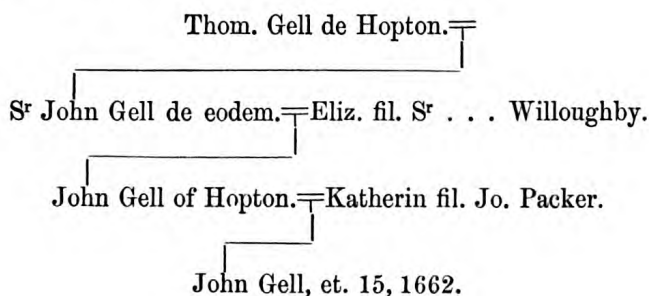 Thom. Gell de Hopton.
Sr John Gell de eodem. Eliz. fil. Sr . . . Willoughby.
John Gell of Hopton. Katherin fil. Jo. Packer.
John Gell, et. 15, 1662.